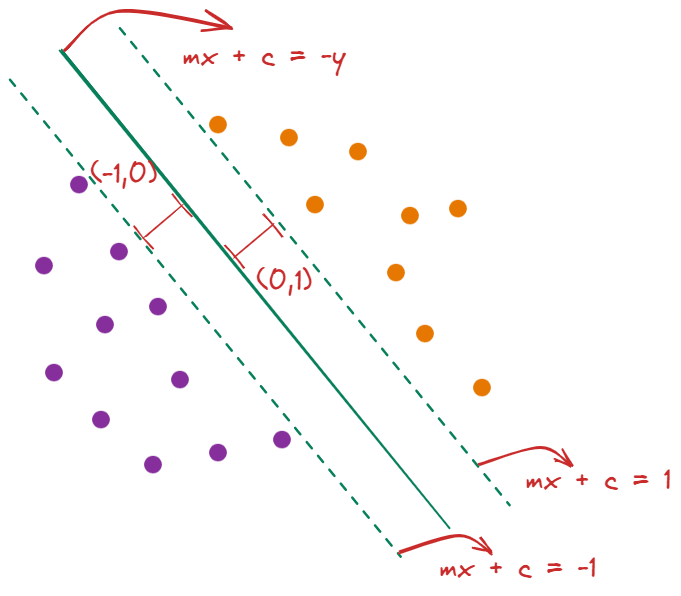 mx + c = -y
(-1,0)
(0,1)
mx + c = 1
mx + c = -1